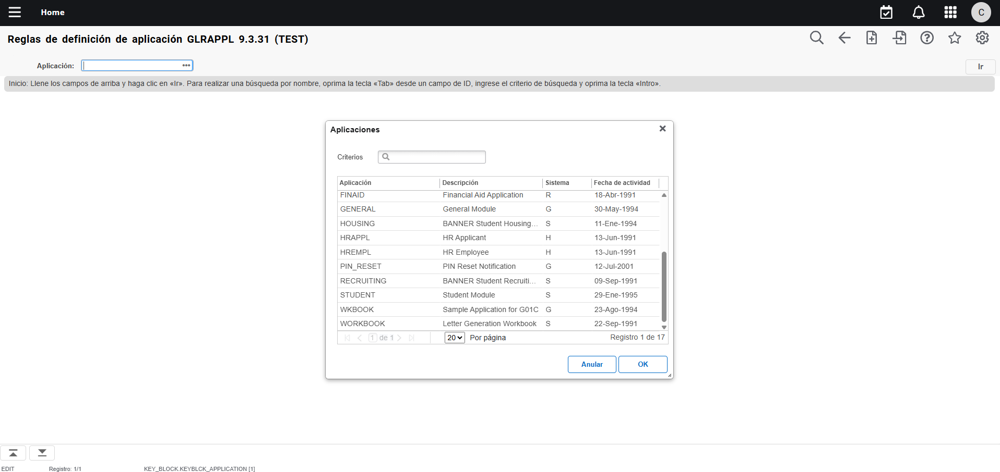 Home
C
Reglas de definición de aplicación GLRAPPL 9.3.31 (TEST)
Aplicación:
Ir
Inicio: Llene los campos de arriba y haga clic en «Ir». Para realizar una búsqueda por nombre, oprima la tecla «Tab» desde un campo de ID, ingrese el criterio de búsqueda y oprima la tecla «Intro».
Aplicaciones
Criterios
Aplicación Descripción Sistema Fecha de actividad
FINAID Financial Aid Application R 18-Abr-1991
GENERAL General Module G 30-May-1994
HOUSING BANNER Student Housing... S 11-Ene-1994
HRAPPL HR Applicant H 13-Jun-1991
HREMPL HR Employee H 13-Jun-1991
PIN_RESET PIN Reset Notification G 12-Jul-2001
RECRUITING BANNER Student Recruiti... S 09-Sep-1991
STUDENT Student Module S 29-Ene-1995
WKBOOK Sample Application for G01C G 23-Ago-1994
WORKBOOK Letter Generation Workbook S 22-Sep-1991
1 de 1 20 Por página Registro 1 de 17
Anular OK
EDIT Registro: 1/1 KEY_BLOCK.KEYBLCK_APPLICATION [1]